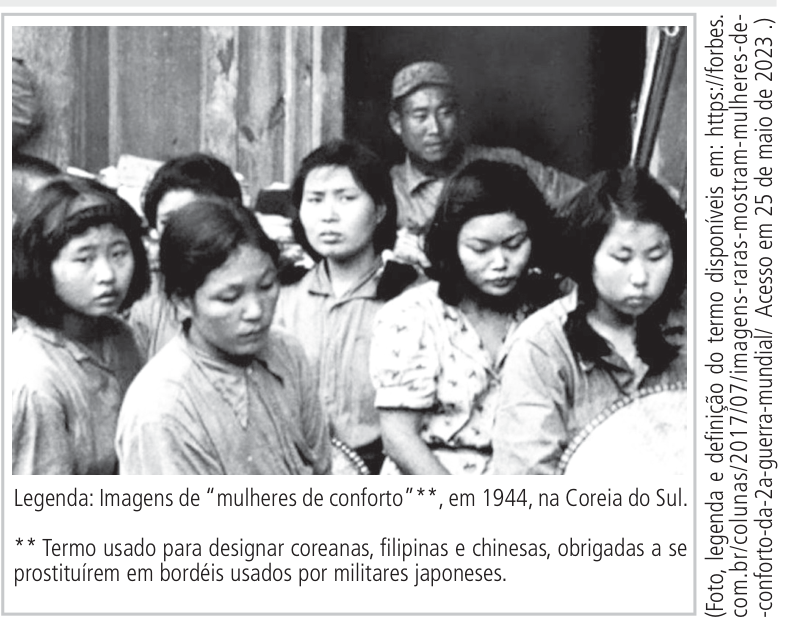 Legenda: Imagens de “mulheres de conforto”**, em 1944, na Coreia do Sul.
** Termo usado para designar coreanas, filipinas e chinesas, obrigadas a se
prostituírem em bordéis usados por militares japoneses.
(Foto, legenda e definição do termo disponíveis em: https://forbes.
com.br/colunas/2017/07/imagens-raras-mostram-mulheres-de-
-conforto-da-2a-guerra-mundial/ Acesso em 25 de maio de 2023 .)